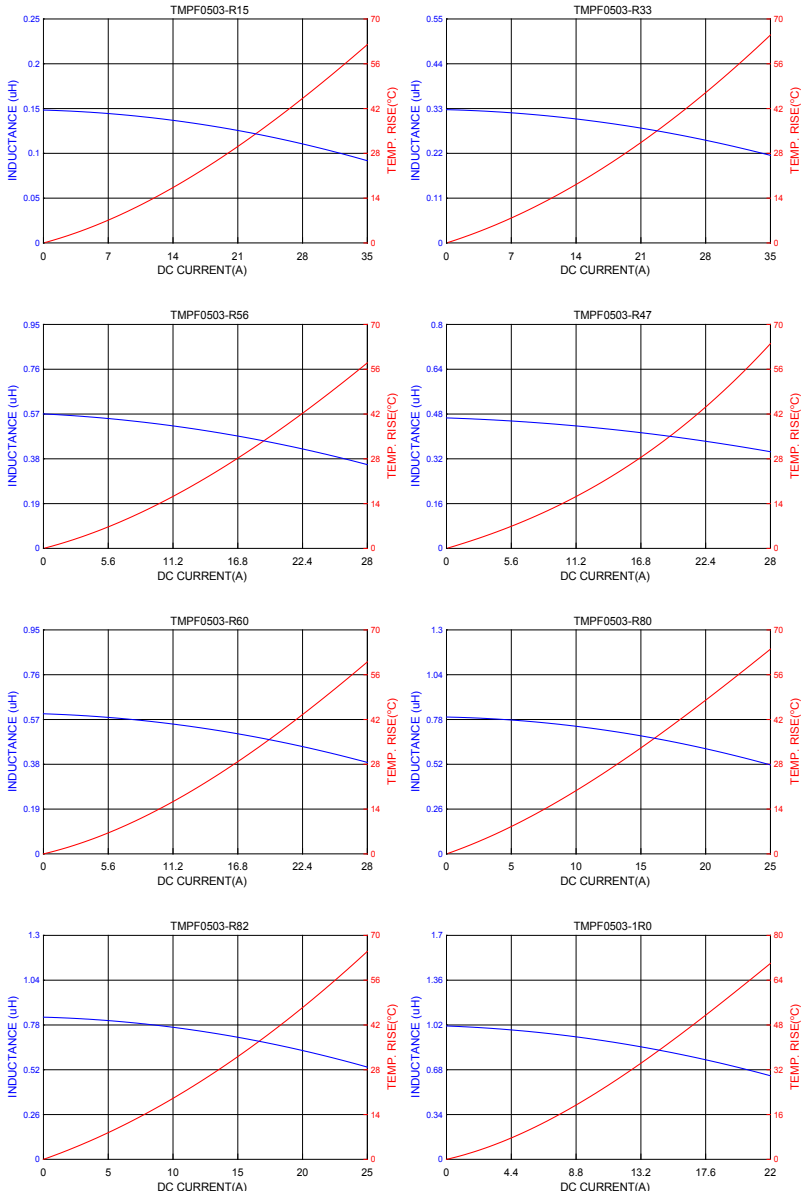 TMPF0503-R15
INDUCTANCE (uH)
0.25
0.2
0.15
0.1
0.05
0
70
56
42
28
14
0
TEMP. RISE(ºC)
0 7 14 21 28 35
DC CURRENT(A)
TMPF0503-R33
INDUCTANCE (uH)
0.55
0.44
0.33
0.22
0.11
0
70
56
42
28
14
0
TEMP. RISE(ºC)
0 7 14 21 28 35
DC CURRENT(A)
TMPF0503-R56
INDUCTANCE (uH)
0.95
0.76
0.57
0.38
0.19
0
70
56
42
28
14
0
TEMP. RISE(ºC)
0 5.6 11.2 16.8 22.4 28
DC CURRENT(A)
TMPF0503-R47
INDUCTANCE (uH)
0.8
0.64
0.48
0.32
0.16
0
70
56
42
28
14
0
TEMP. RISE(ºC)
0 5.6 11.2 16.8 22.4 28
DC CURRENT(A)
TMPF0503-R60
INDUCTANCE (uH)
0.95
0.76
0.57
0.38
0.19
0
70
56
42
28
14
0
TEMP. RISE(ºC)
0 5.6 11.2 16.8 22.4 28
DC CURRENT(A)
TMPF0503-R80
INDUCTANCE (uH)
1.3
1.04
0.78
0.52
0.26
0
70
56
42
28
14
0
TEMP. RISE(ºC)
0 5 10 15 20 25
DC CURRENT(A)
TMPF0503-R82
INDUCTANCE (uH)
1.3
1.04
0.78
0.52
0.26
0
70
56
42
28
14
0
TEMP. RISE(ºC)
0 5 10 15 20 25
DC CURRENT(A)
TMPF0503-1R0
INDUCTANCE (uH)
1.7
1.36
1.02
0.68
0.34
0
80
64
48
32
16
0
TEMP. RISE(ºC)
0 4.4 8.8 13.2 17.6 22
DC CURRENT(A)